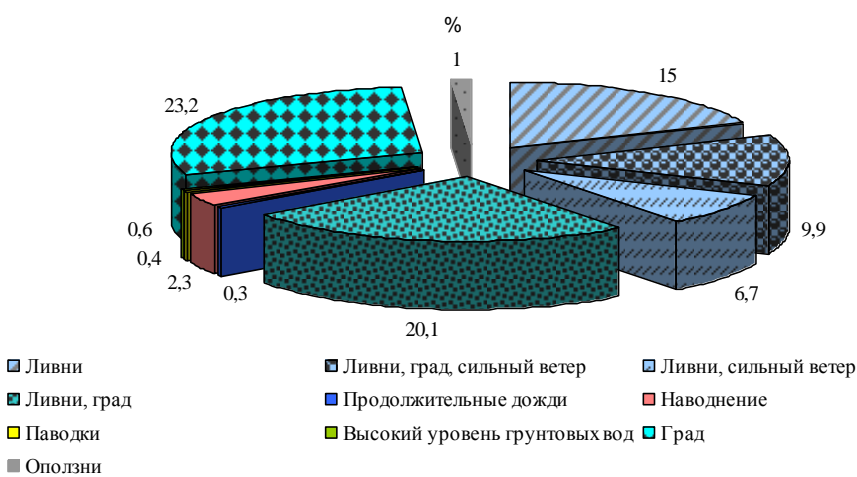 %
1
15
23,2
9,9
0,6
0,4
2,3
0,3
6,7
20,1
Ливни
Ливни, град, сильный ветер
Ливни, сильный ветер
Ливни, град
Продолжительные дожди
Наводнение
Паводки
Высокий уровень грунтовых вод
Град
Оползни